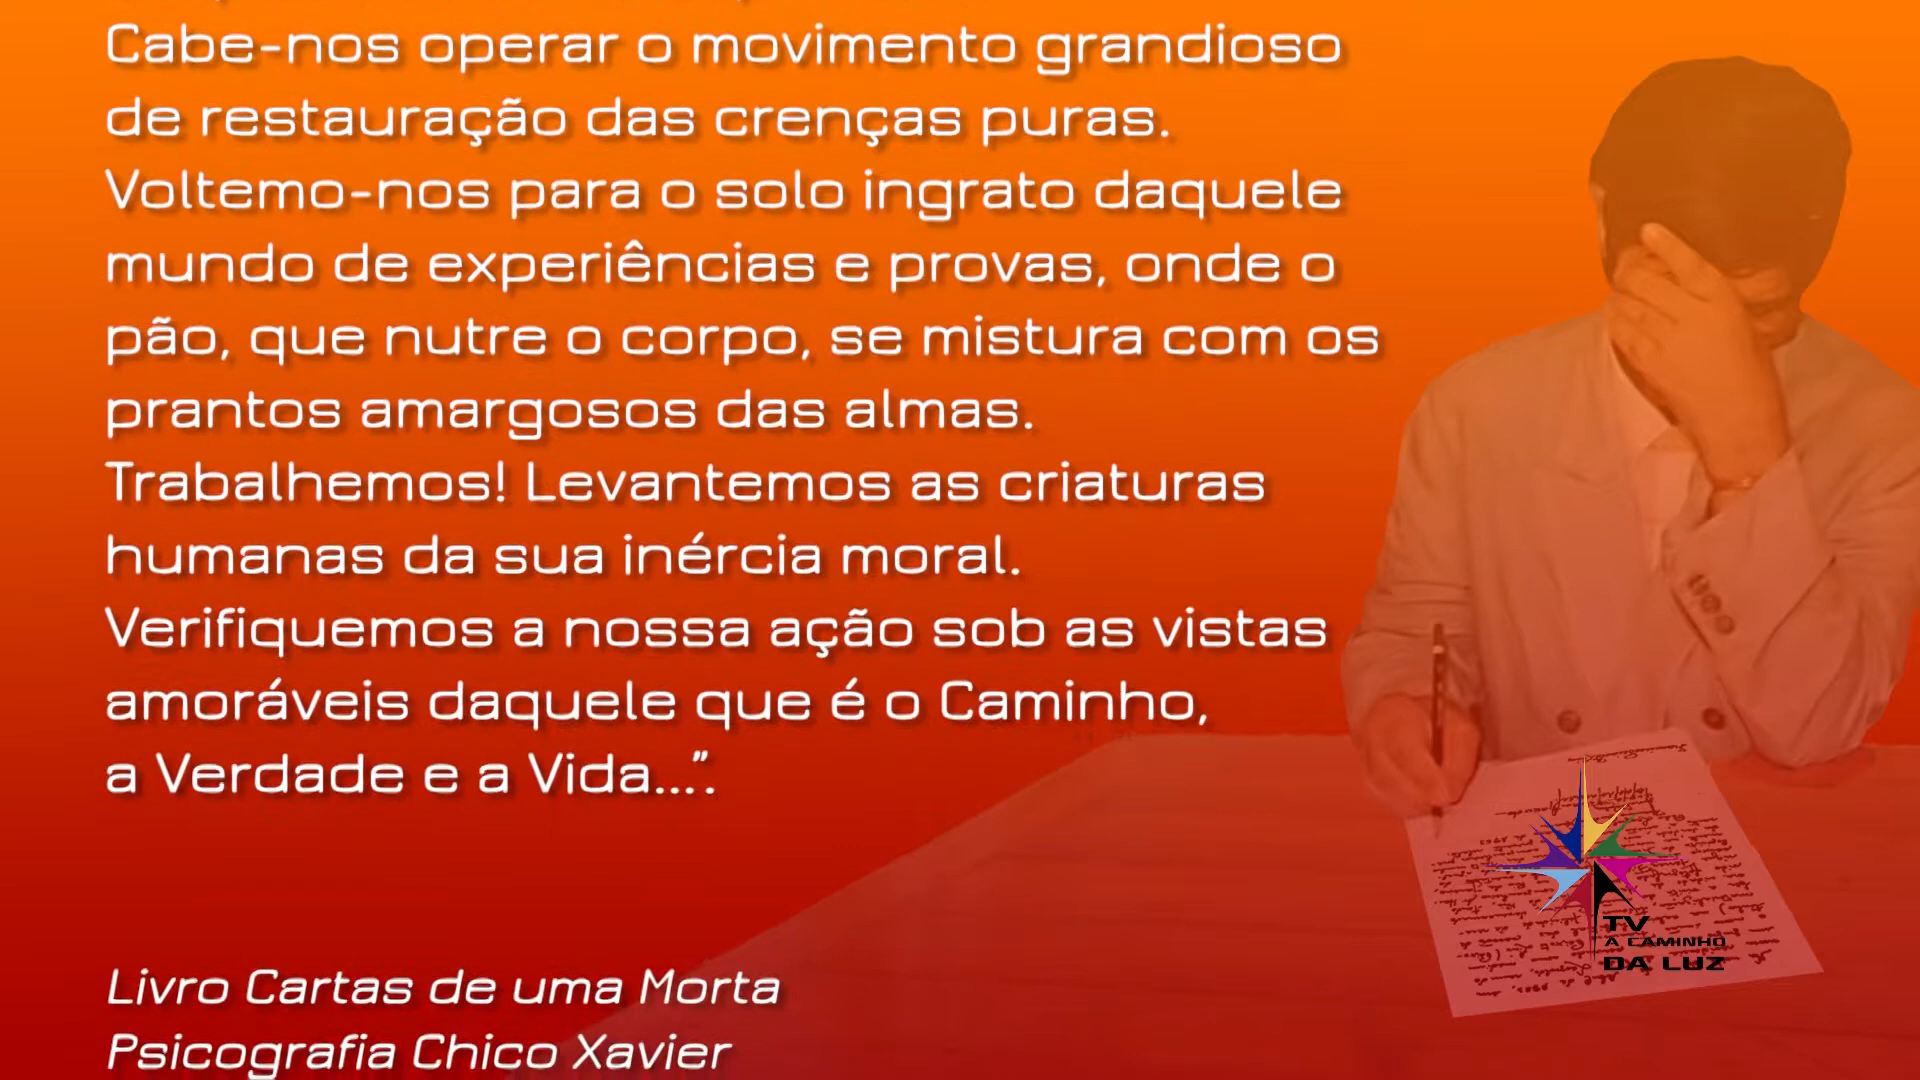 Cabe-nos operar o movimento grandioso
de restauração das crenças puras.
Voltemo-nos para o solo ingrato daquele
mundo de experiências e provas, onde o
pão, que nutre o corpo, se mistura com os
prantos amargosos das almas.
Trabalhemos! Levantemos as criaturas
humanas da sua inércia moral.
Verifiquemos a nossa ação sob as vistas
amoráveis daquele que é o Caminho,
a Verdade e a Vida...”.
Livro Cartas de uma Morta
Psicografia Chico Xavier
TV
A CAMINHO
DA LUZ